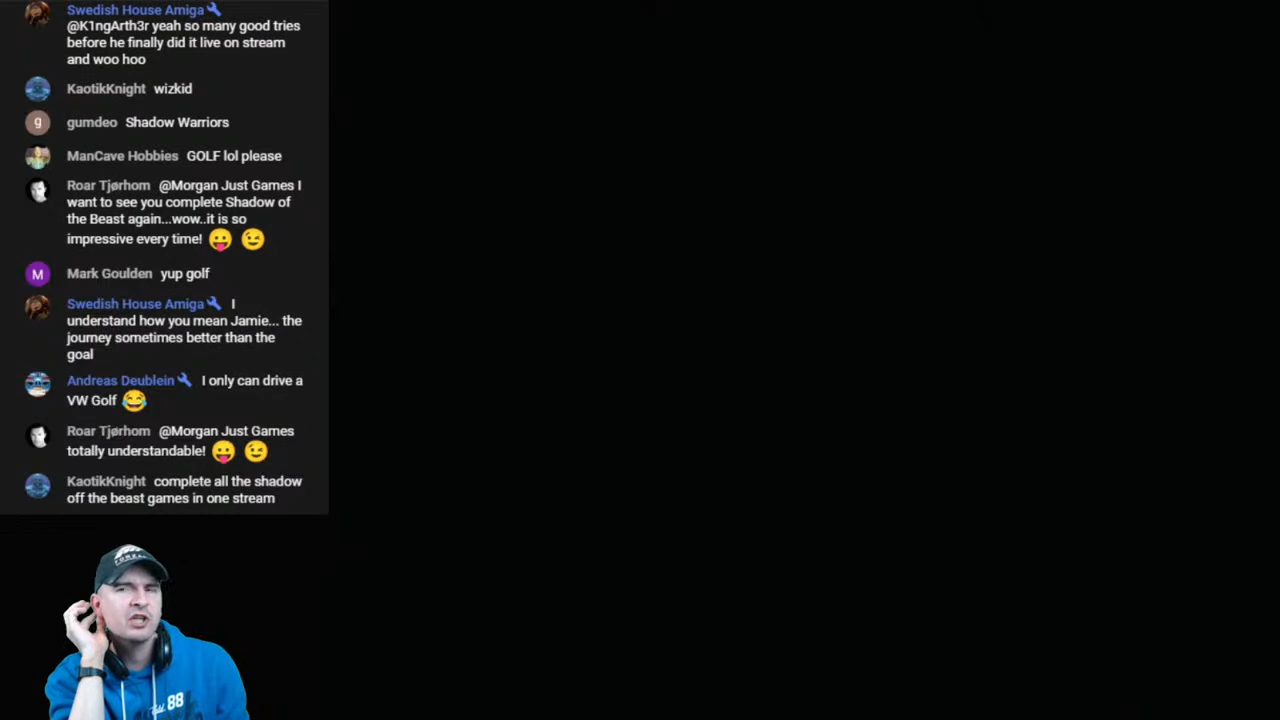 Swedish House Amiga
@K1ngArth3r yeah so many good tries
before he finally did it live on stream
and woo hoo
KaotikKnight wizkid
g
gumdeo Shadow Warriors
ManCave Hobbies GOLF lol please
Roar Tjørhom @Morgan Just Games I
want to see you complete Shadow of
the Beast again...wow..it is so
impressive every time! 😛 😉
M
Mark Goulden yup golf
Swedish House Amiga I
understand how you mean Jamie... the
journey sometimes better than the
goal
Andreas Deublein I only can drive a
VW Golf 😂
Roar Tjørhom @Morgan Just Games
totally understandable! 😛 😉
KaotikKnight complete all the shadow
off the beast games in one stream
88